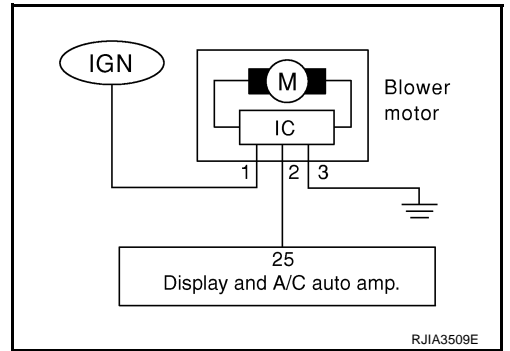 IGN
M
Blower
motor
IC
1 2 3
25
Display and A/C auto amp.
RJIA3509E